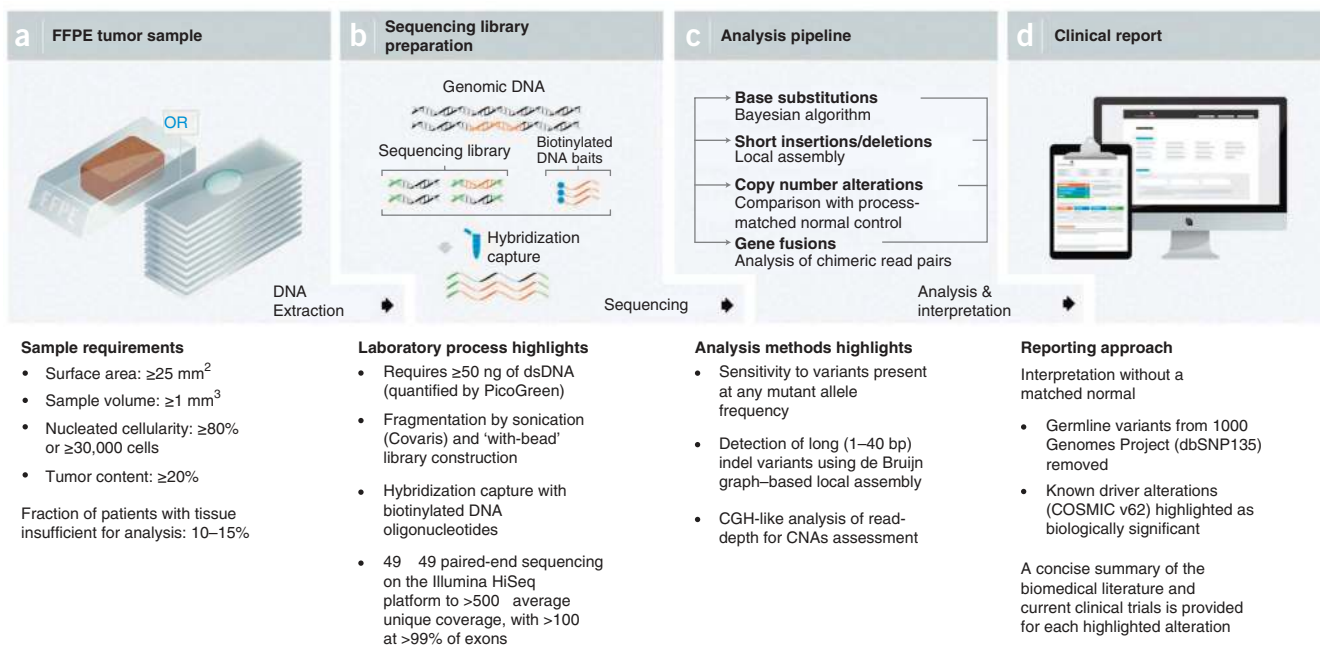 a FFPE tumor sample
b Sequencing library
preparation
c Analysis pipeline
d Clinical report
OR
FFPE
DNA
Extraction
Genomic DNA
Sequencing library
Biotinylated
DNA baits
Hybridization
capture
Sequencing
Base substitutions
Bayesian algorithm
Short insertions/deletions
Local assembly
Copy number alterations
Comparison with process-
matched normal control
Gene fusions
Analysis of chimeric read pairs
Analysis &
interpretation
Sample requirements
• Surface area: ≥25 mm2
• Sample volume: ≥1 mm3
• Nucleated cellularity: ≥80%
or ≥30,000 cells
• Tumor content: ≥20%
Fraction of patients with tissue
insufficient for analysis: 10–15%
Laboratory process highlights
• Requires ≥50 ng of dsDNA
(quantified by PicoGreen)
• Fragmentation by sonication
(Covaris) and ‘with-bead’
library construction
• Hybridization capture with
biotinylated DNA
oligonucleotides
• 49 49 paired-end sequencing
on the Illumina HiSeq
platform to >500 average
unique coverage, with >100
at >99% of exons
Analysis methods highlights
• Sensitivity to variants present
at any mutant allele
frequency
• Detection of long (1–40 bp)
indel variants using de Bruijn
graph–based local assembly
• CGH-like analysis of read-
depth for CNAs assessment
Reporting approach
Interpretation without a
matched normal
• Germline variants from 1000
Genomes Project (dbSNP135)
removed
• Known driver alterations
(COSMIC v62) highlighted as
biologically significant
A concise summary of the
biomedical literature and
current clinical trials is provided
for each highlighted alteration